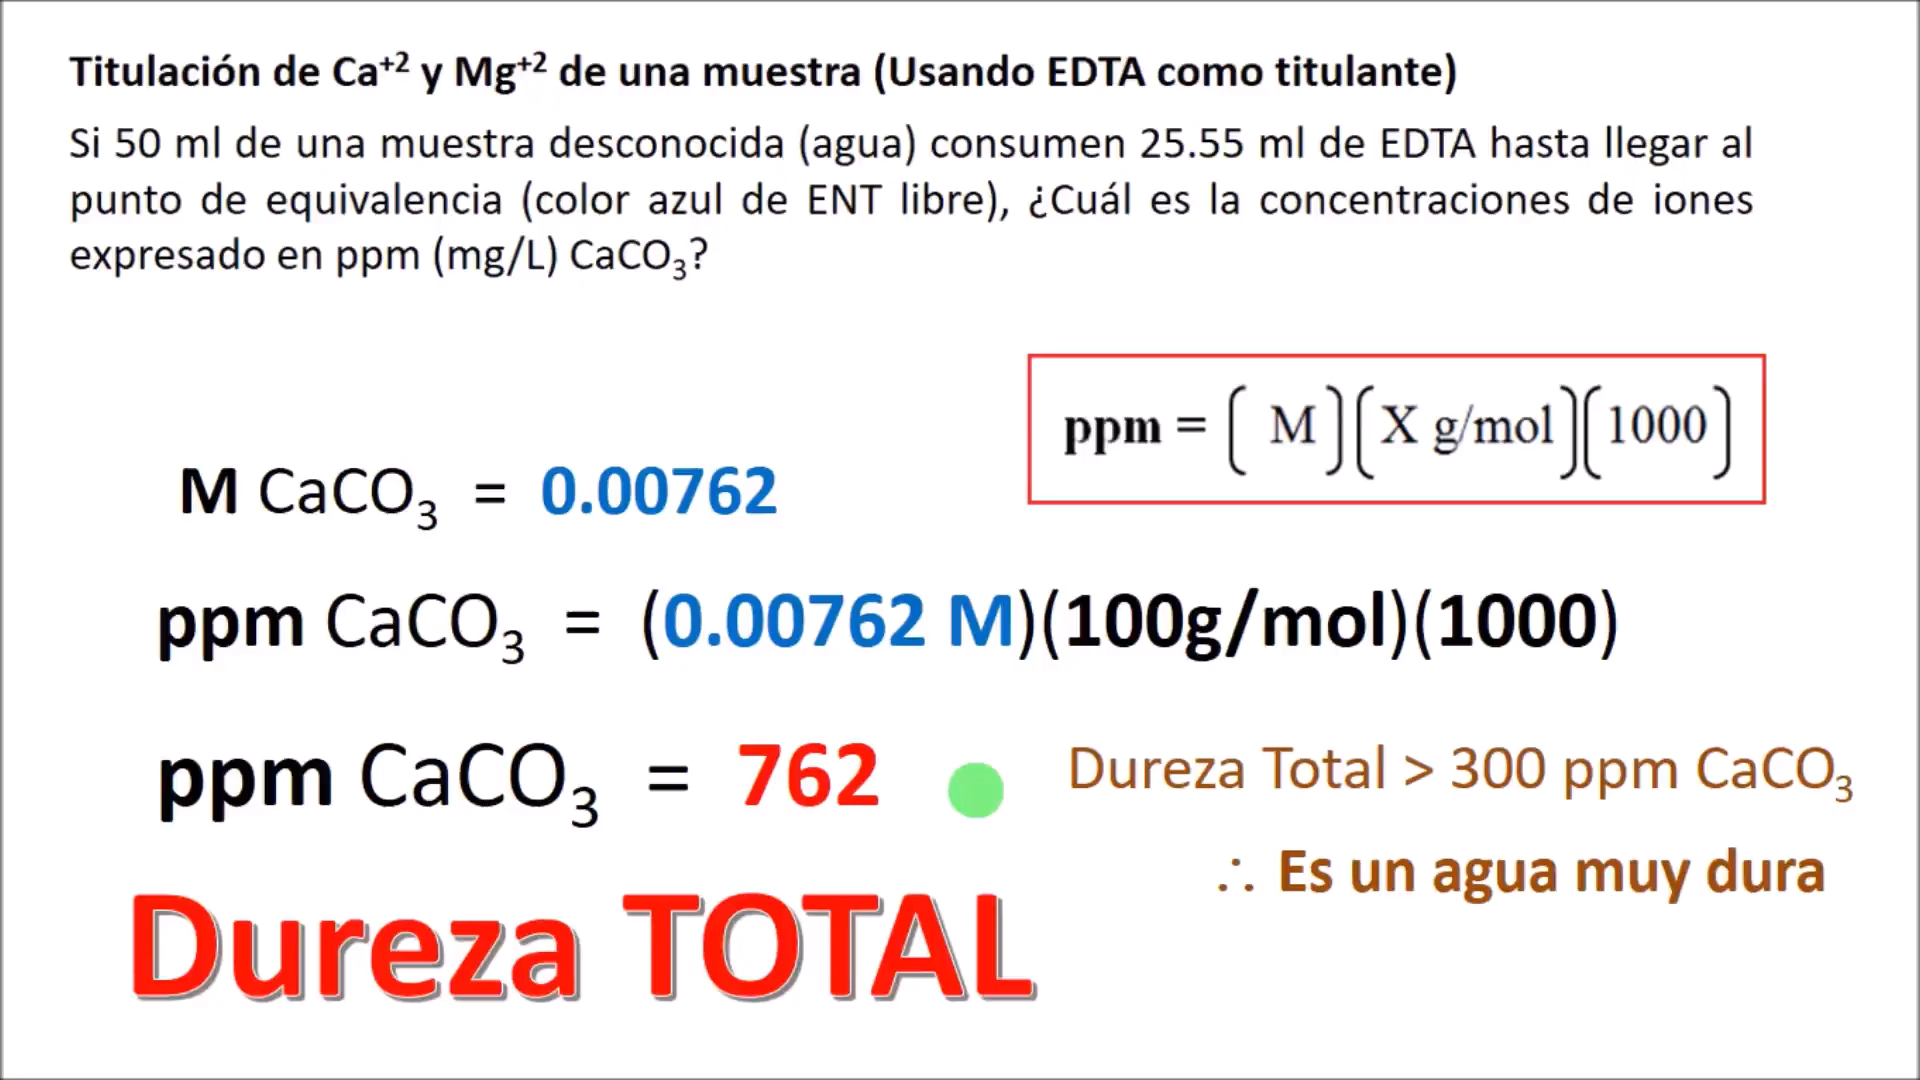 Titulación de Ca⁺² y Mg⁺² de una muestra (Usando EDTA como titulante)
Si 50 ml de una muestra desconocida (agua) consumen 25.55 ml de EDTA hasta llegar al
punto de equivalencia (color azul de ENT libre), ¿Cuál es la concentraciones de iones
expresado en ppm (mg/L) CaCO₃?
ppm = ( M )( X g/mol )( 1000 )
M CaCO₃ = 0.00762
ppm CaCO₃ = (0.00762 M)(100g/mol)(1000)
ppm CaCO₃ = 762
Dureza Total > 300 ppm CaCO₃
∴ Es un agua muy dura
Dureza TOTAL